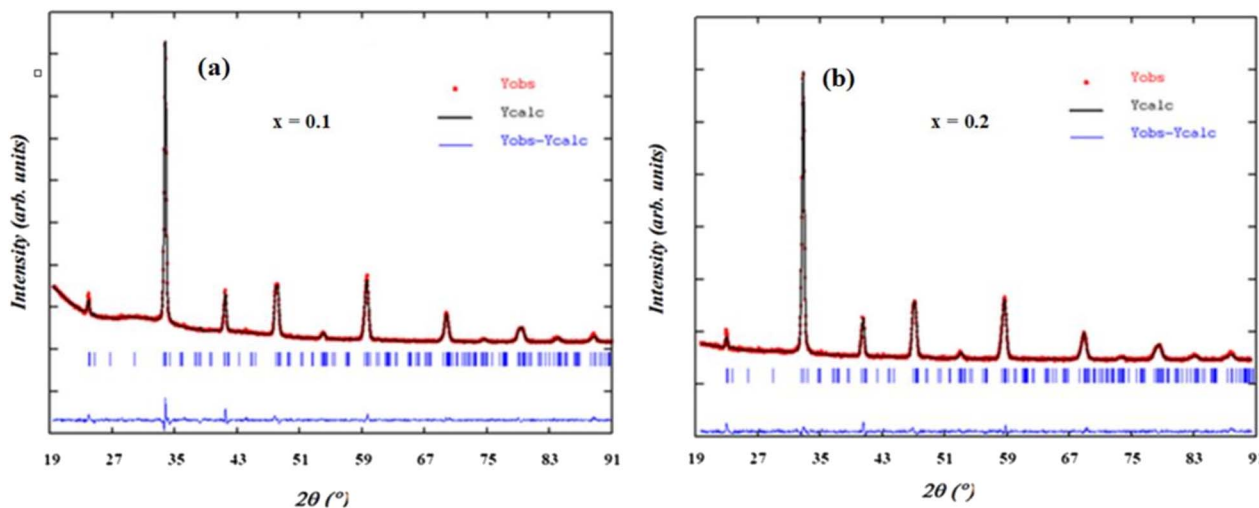 (a)
Yobs
Ycalc
x = 0.1
Yobs-Ycalc
Intensity (arb. units)
19 27 35 43 51 59 67 75 83 91
2θ (°)
(b)
Yobs
Ycalc
x = 0.2
Yobs-Ycalc
Intensity (arb. units)
19 27 35 43 51 59 67 75 83 9
2θ (°)